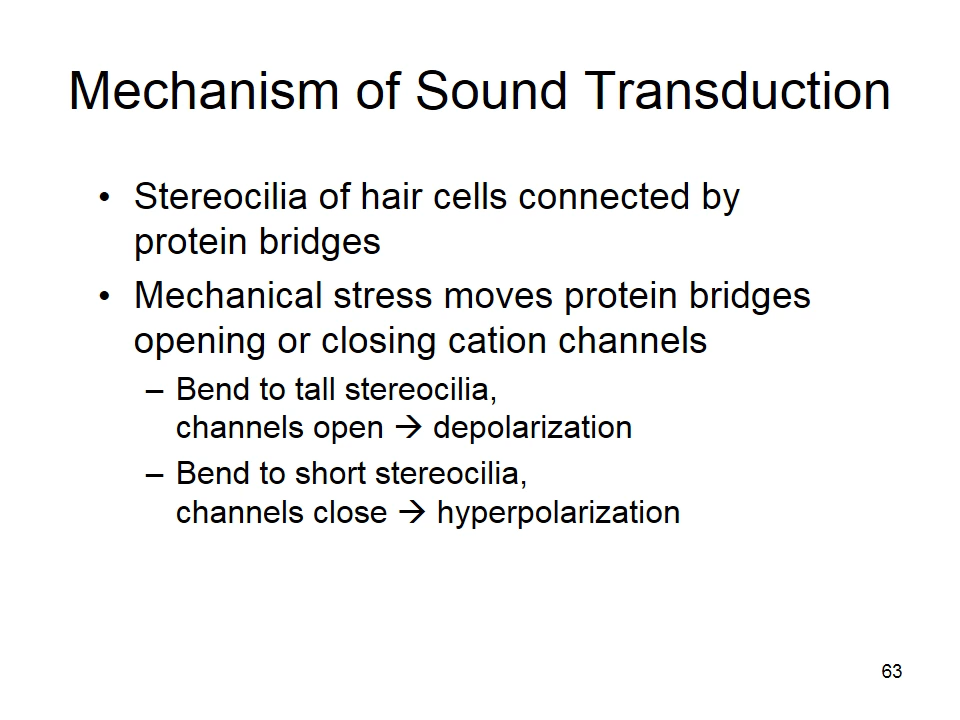 Mechanism of Sound Transduction
• Stereocilia of hair cells connected by
protein bridges
• Mechanical stress moves protein bridges
opening or closing cation channels
– Bend to tall stereocilia,
channels open → depolarization
– Bend to short stereocilia,
channels close → hyperpolarization
63